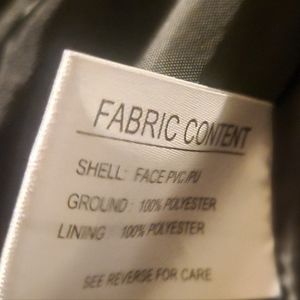 FABRIC CONTENT
SHELL: FACE PVC/PU
GROUND: 100% POLYESTER
LINING: 100% POLYESTER
SEE REVERSE FOR CARE